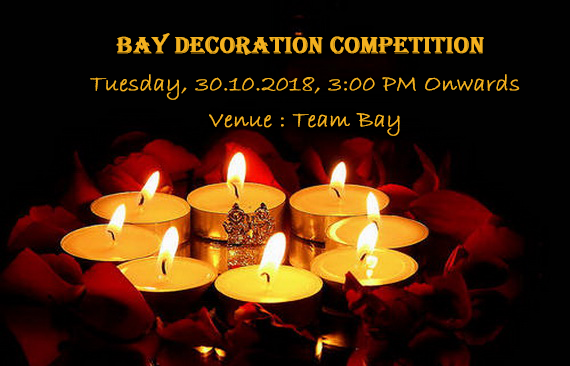 BAY DECORATION COMPETITION
Tuesday, 30.10.2018, 3:00 PM Onwards
Venue : Team Bay